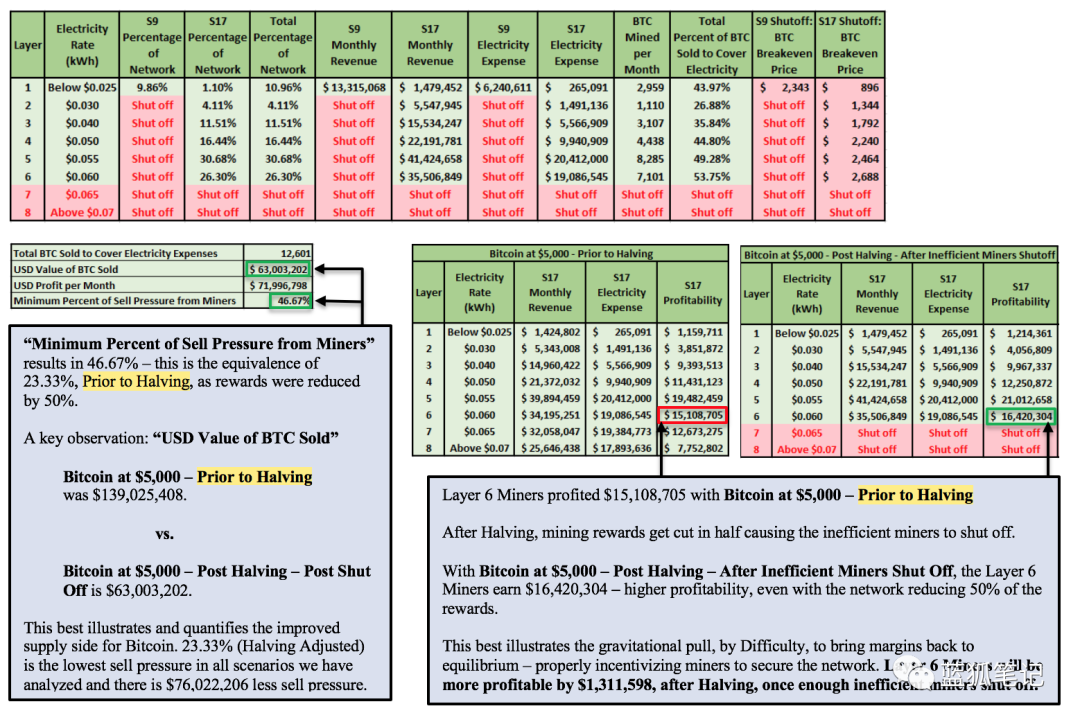 Layer Electricity Rate (kWh) S9 Percentage of Network S17 Percentage of Network Total Percentage of Network S9 Monthly Revenue S17 Monthly Revenue S9 Electricity Expense S17 Electricity Expense BTC Mined per Month Total Percent of BTC Sold to Cover Electricity S9 Shutoff: BTC Breakeven Price S17 Shutoff: BTC Breakeven Price
1 Below $0.025 9.86% 1.10% 10.96% $ 13,315,068 $ 1,479,452 $ 6,240,611 $ 265,091 2,959 43.97% $ 2,343 $ 896
2 $0.030 Shut off 4.11% 4.11% Shut off $ 5,547,945 Shut off $ 1,491,136 1,110 26.88% Shut off $ 1,344
3 $0.040 Shut off 11.51% 11.51% Shut off $ 15,534,247 Shut off $ 5,566,909 3,107 35.84% Shut off $ 1,792
4 $0.050 Shut off 16.44% 16.44% Shut off $ 22,191,781 Shut off $ 9,940,909 4,438 44.80% Shut off $ 2,240
5 $0.055 Shut off 30.68% 30.68% Shut off $ 41,424,658 Shut off $ 20,412,000 8,285 49.28% Shut off $ 2,464
6 $0.060 Shut off 26.30% 26.30% Shut off $ 35,506,849 Shut off $ 19,086,545 7,101 53.75% Shut off $ 2,688
7 $0.065 Shut off Shut off Shut off Shut off Shut off Shut off Shut off Shut off Shut off Shut off Shut off
8 Above $0.07 Shut off Shut off Shut off Shut off Shut off Shut off Shut off Shut off Shut off Shut off Shut off
Total BTC Sold to Cover Electricity Expenses 12,601
USD Value of BTC Sold $ 63,003,202
USD Profit per Month $ 71,996,798
Minimum Percent of Sell Pressure from Miners 46.67%
“Minimum Percent of Sell Pressure from Miners”
results in 46.67% – this is the equivalence of
23.33%, Prior to Halving, as rewards were reduced
by 50%.
A key observation: “USD Value of BTC Sold”
Bitcoin at $5,000 – Prior to Halving
was $139,025,408.
vs.
Bitcoin at $5,000 – Post Halving – Post Shut
Off is $63,003,202.
This best illustrates and quantifies the improved
supply side for Bitcoin. 23.33% (Halving Adjusted)
is the lowest sell pressure in all scenarios we have
analyzed and there is $76,022,206 less sell pressure.
Bitcoin at $5,000 - Prior to Halving
Layer Electricity Rate (kWh) S17 Monthly Revenue S17 Electricity Expense S17 Profitability
1 Below $0.025 $ 1,424,802 $ 265,091 $ 1,159,711
2 $0.030 $ 5,343,008 $ 1,491,136 $ 3,851,872
3 $0.040 $ 14,960,422 $ 5,566,909 $ 9,393,513
4 $0.050 $ 21,372,032 $ 9,940,909 $ 11,431,123
5 $0.055 $ 39,894,459 $ 20,412,000 $ 19,482,459
6 $0.060 $ 34,195,251 $ 19,086,545 $ 15,108,705
7 $0.065 $ 32,058,047 $ 19,384,773 $ 12,673,275
8 Above $0.07 $ 25,646,438 $ 17,893,636 $ 7,752,802
Bitcoin at $5,000 - Post Halving - After Inefficient Miners Shutoff
Layer Electricity Rate (kWh) S17 Monthly Revenue S17 Electricity Expense S17 Profitability
1 Below $0.025 $ 1,479,452 $ 265,091 $ 1,214,361
2 $0.030 $ 5,547,945 $ 1,491,136 $ 4,056,809
3 $0.040 $ 15,534,247 $ 5,566,909 $ 9,967,337
4 $0.050 $ 22,191,781 $ 9,940,909 $ 12,250,872
5 $0.055 $ 41,424,658 $ 20,412,000 $ 21,012,658
6 $0.060 $ 35,506,849 $ 19,086,545 $ 16,420,304
7 $0.065 Shut off Shut off Shut off
8 Above $0.07 Shut off Shut off Shut off
Layer 6 Miners profited $15,108,705 with Bitcoin at $5,000 – Prior to Halving
After Halving, mining rewards get cut in half causing the inefficient miners to shut off.
With Bitcoin at $5,000 – Post Halving – After Inefficient Miners Shut Off, the Layer 6
Miners earn $16,420,304 – higher profitability, even with the network reducing 50% of the
rewards.
This best illustrates the gravitational pull, by Difficulty, to bring margins back to
equilibrium – properly incentivizing miners to secure the network. Layer 6 Miners will be
more profitable by $1,311,598, after Halving, once enough inefficient miners shut off.
蓝狐笔记